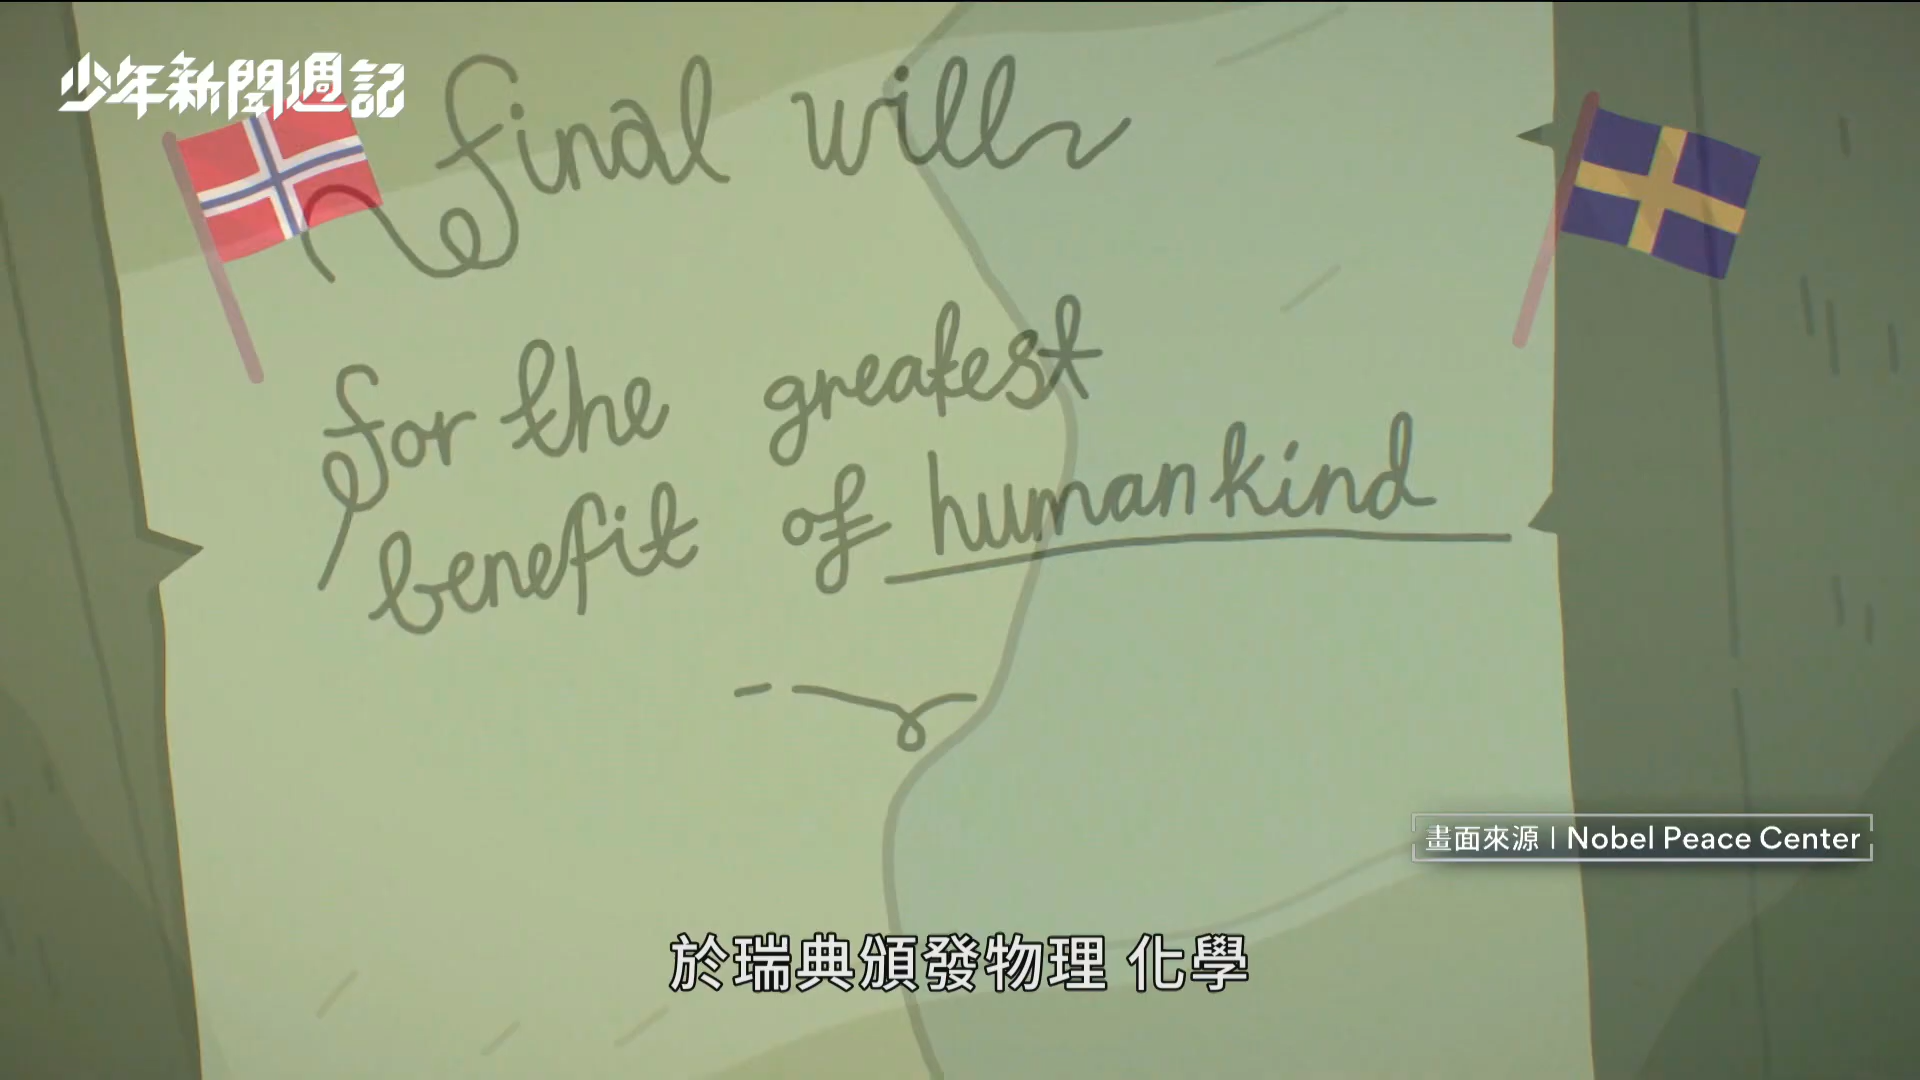 少年新聞週記
final will
for the greatest
benefit of humankind
畫面來源 | Nobel Peace Center
於瑞典頒發物理 化學